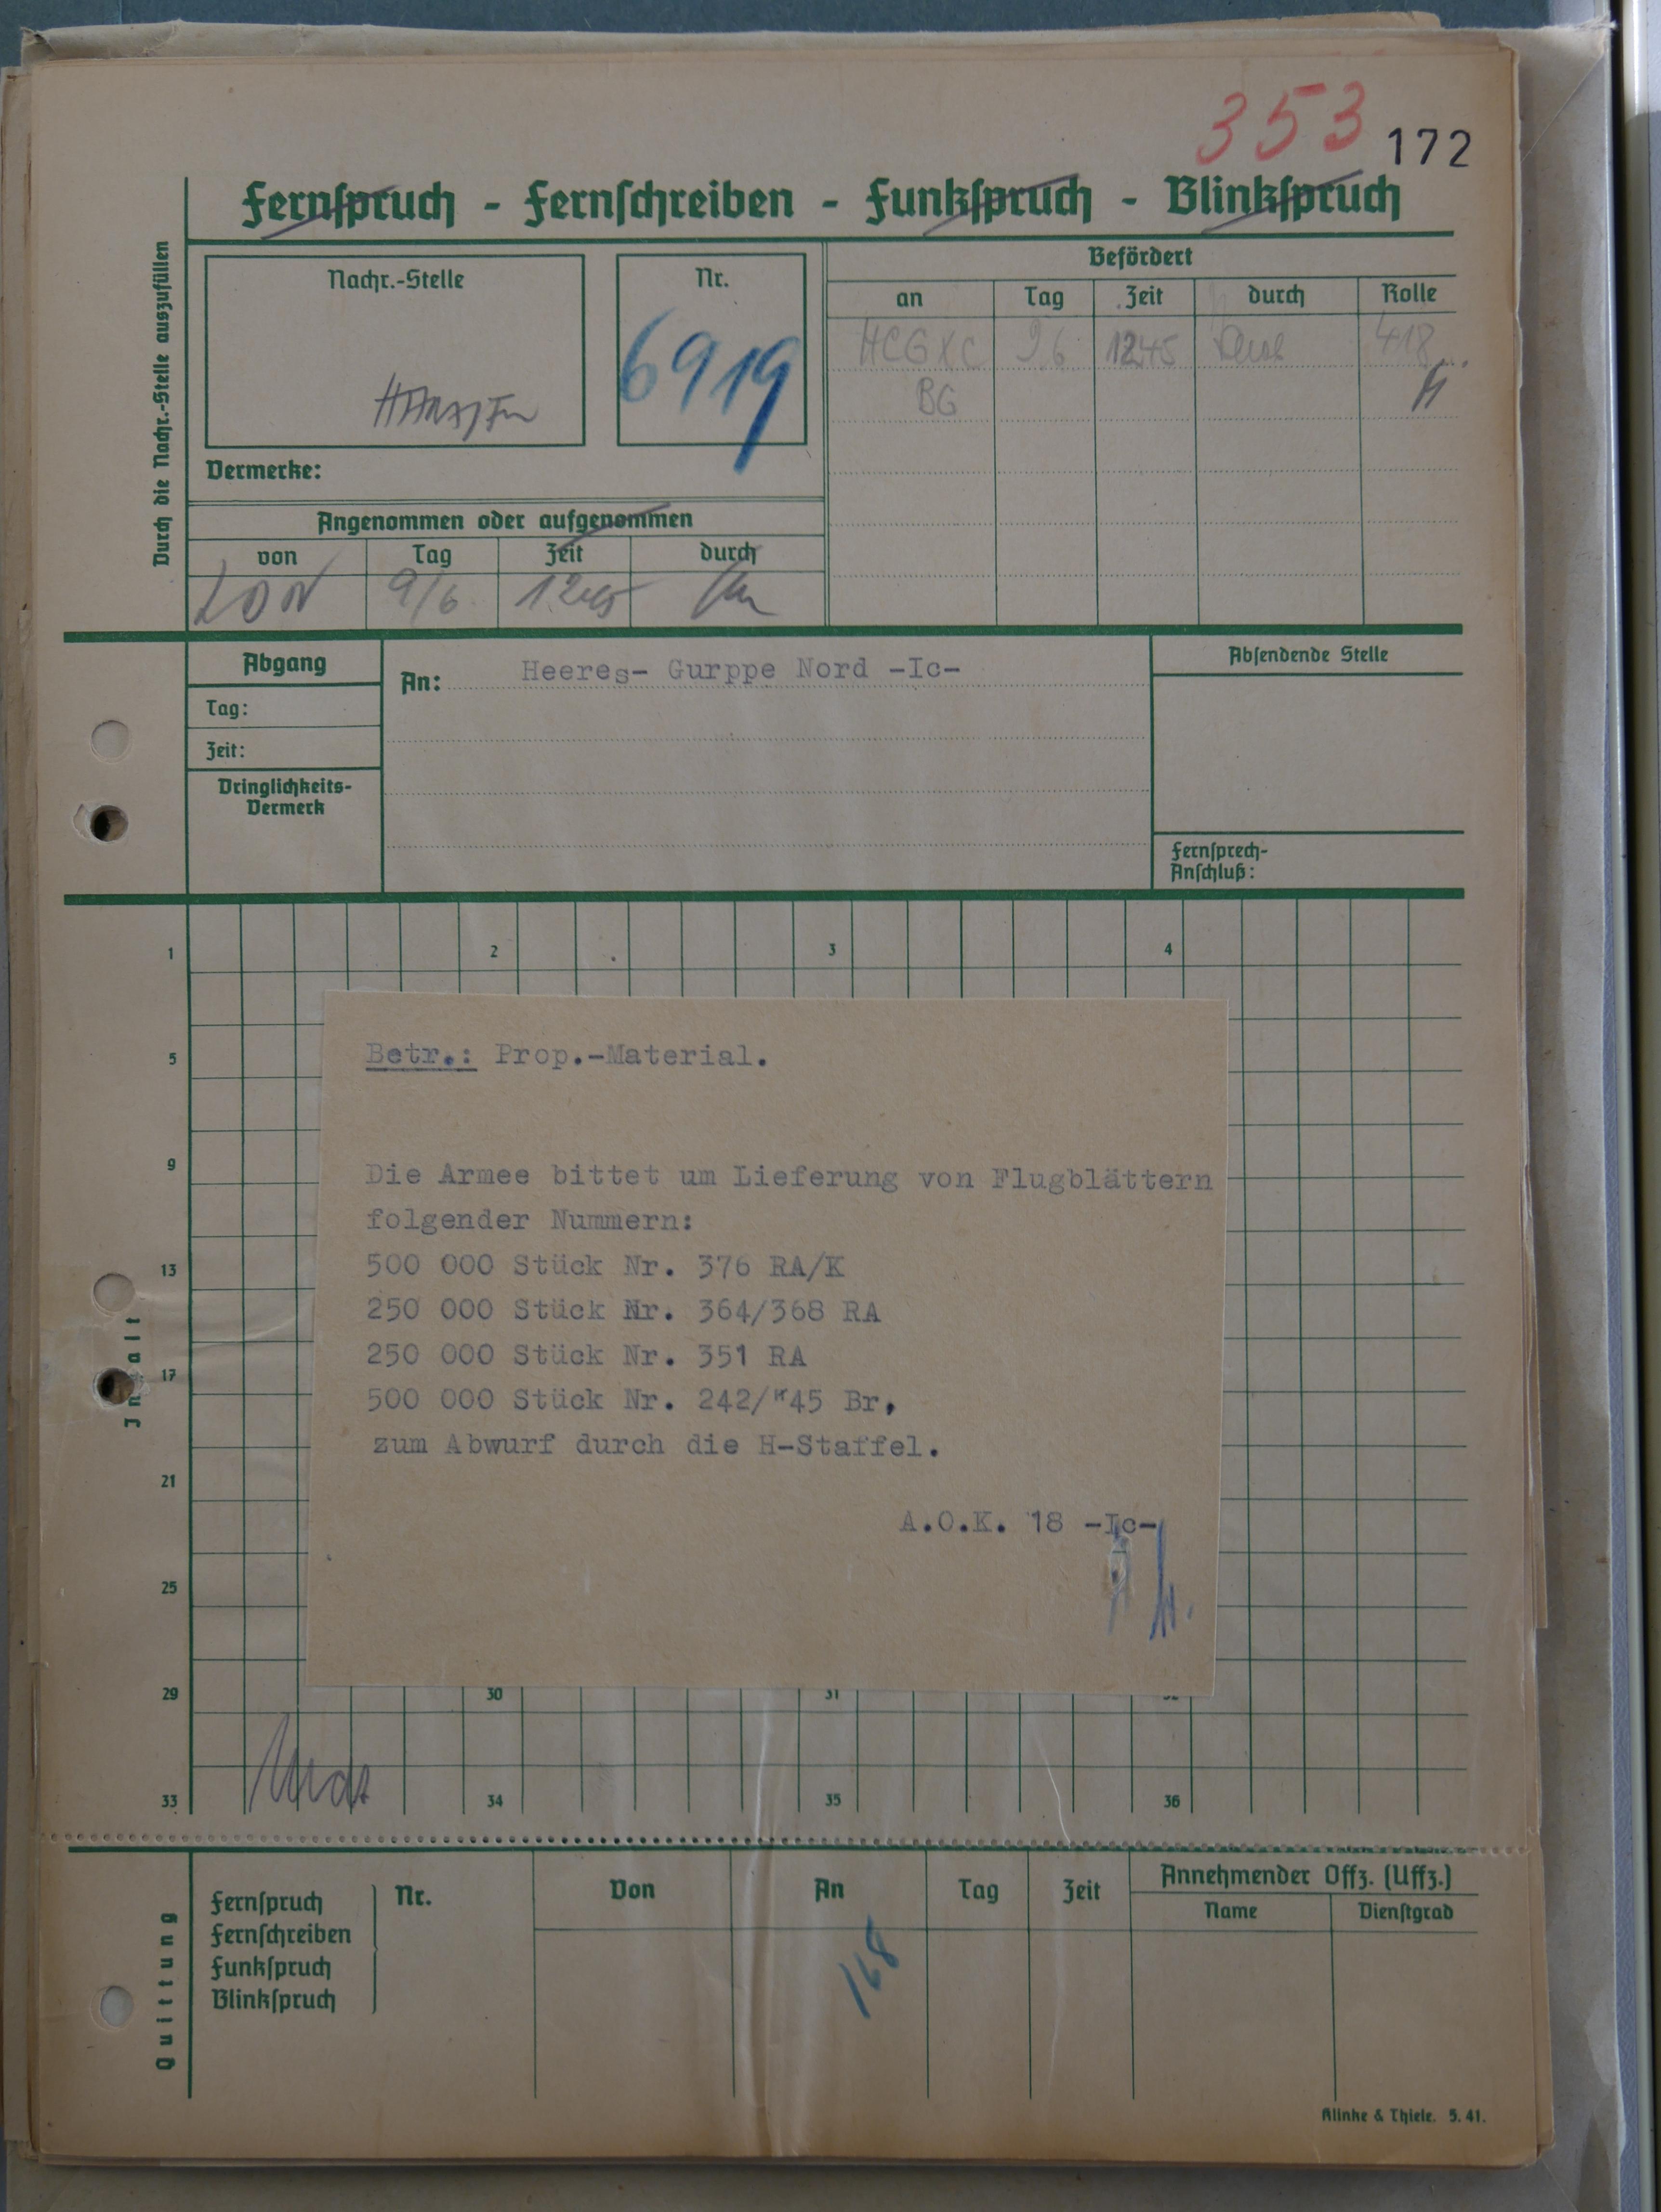 353 172
Fernspruch - Fernschreiben - Funkspruch - Blinkspruch
Durch die Nachr.-Stelle auszufüllen
Nachr.-Stelle
Nr.
6919
Vermerke:
Befördert
an Tag Zeit durch Rolle
HCGXC 9.6. 1245 418
BG
Angenommen oder aufgenommen
von Tag Zeit durch
9/6 1245
Abgang
Tag:
Zeit:
Dringlichkeits-
Vermerk
An: Heeres- Gurppe Nord -Ic-
Absendende Stelle
Fernsprech-
Anschluß:
Inhalt
1 2 3 4
5
9
13
17
21
25
29 30 31 32
33 34 35 36
Betr.: Prop.-Material.
Die Armee bittet um Lieferung von Flugblättern
folgender Nummern:
500 000 Stück Nr. 376 RA/K
250 000 Stück Nr. 364/368 RA
250 000 Stück Nr. 351 RA
500 000 Stück Nr. 242/"45 Br.
zum Abwurf durch die H-Staffel.
A.O.K. 18 -Ic-
Quittung
Fernspruch
Fernschreiben
Funkspruch
Blinkspruch
Nr. Von An Tag Zeit
Annehmender Offz. (Uffz.)
Name Dienstgrad
168
Klinke & Thiele. 5. 41.